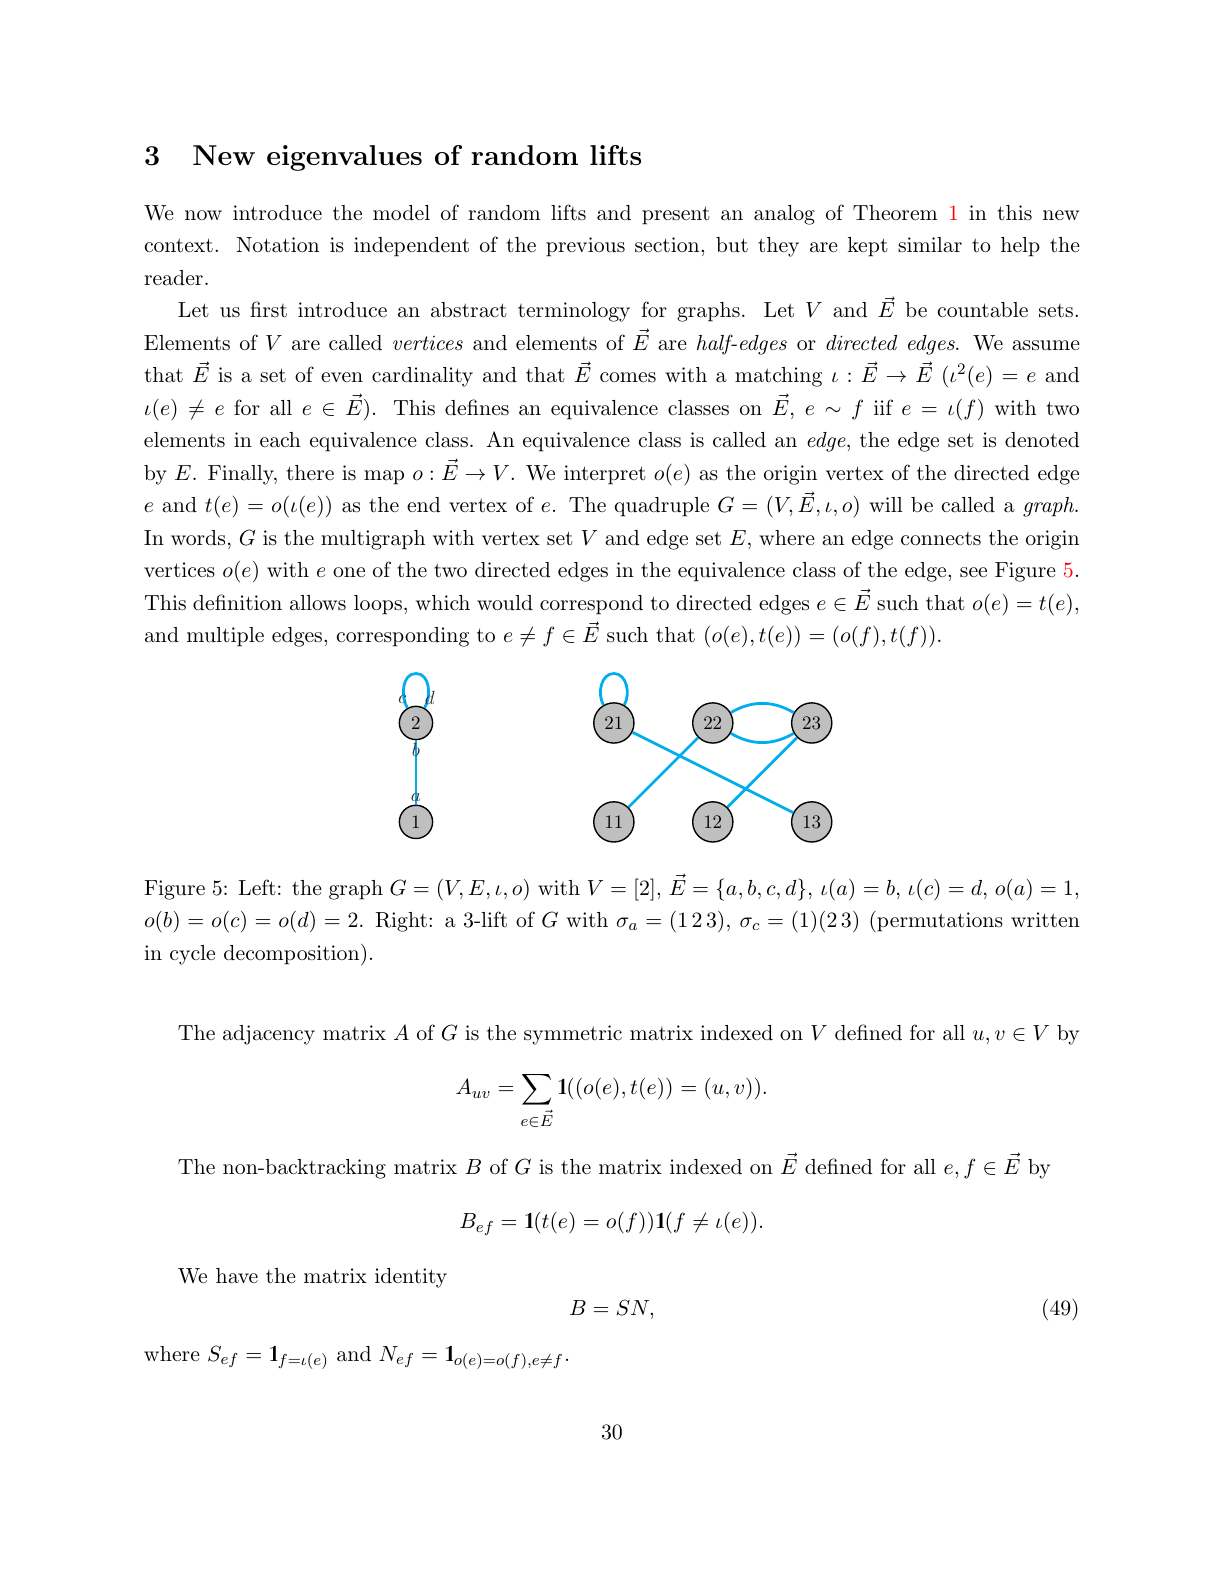 3 New eigenvalues of random lifts
We now introduce the model of random lifts and present an analog of Theorem 1 in this new
context. Notation is independent of the previous section, but they are kept similar to help the
reader.
Let us first introduce an abstract terminology for graphs. Let V and E⃗ be countable sets.
Elements of V are called vertices and elements of E⃗ are half-edges or directed edges. We assume
that E⃗ is a set of even cardinality and that E⃗ comes with a matching ι : E⃗ → E⃗ (ι²(e) = e and
ι(e) ≠ e for all e ∈ E⃗). This defines an equivalence classes on E⃗, e ∼ f iif e = ι(f) with two
elements in each equivalence class. An equivalence class is called an edge, the edge set is denoted
by E. Finally, there is map o : E⃗ → V. We interpret o(e) as the origin vertex of the directed edge
e and t(e) = o(ι(e)) as the end vertex of e. The quadruple G = (V, E⃗, ι, o) will be called a graph.
In words, G is the multigraph with vertex set V and edge set E, where an edge connects the origin
vertices o(e) with e one of the two directed edges in the equivalence class of the edge, see Figure 5.
This definition allows loops, which would correspond to directed edges e ∈ E⃗ such that o(e) = t(e),
and multiple edges, corresponding to e ≠ f ∈ E⃗ such that (o(e), t(e)) = (o(f), t(f)).
c d
2 21 22 23
b
a
1 11 12 13
Figure 5: Left: the graph G = (V, E, ι, o) with V = [2], E⃗ = {a, b, c, d}, ι(a) = b, ι(c) = d, o(a) = 1,
o(b) = o(c) = o(d) = 2. Right: a 3-lift of G with σ_a = (1 2 3), σ_c = (1)(2 3) (permutations written
in cycle decomposition).
The adjacency matrix A of G is the symmetric matrix indexed on V defined for all u, v ∈ V by
A_{uv} = ∑_{e∈E⃗} 𝟏((o(e), t(e)) = (u, v)).
The non-backtracking matrix B of G is the matrix indexed on E⃗ defined for all e, f ∈ E⃗ by
B_{ef} = 𝟏(t(e) = o(f))𝟏(f ≠ ι(e)).
We have the matrix identity
B = SN, (49)
where S_{ef} = 𝟏_{f=ι(e)} and N_{ef} = 𝟏_{o(e)=o(f),e≠f}.
30